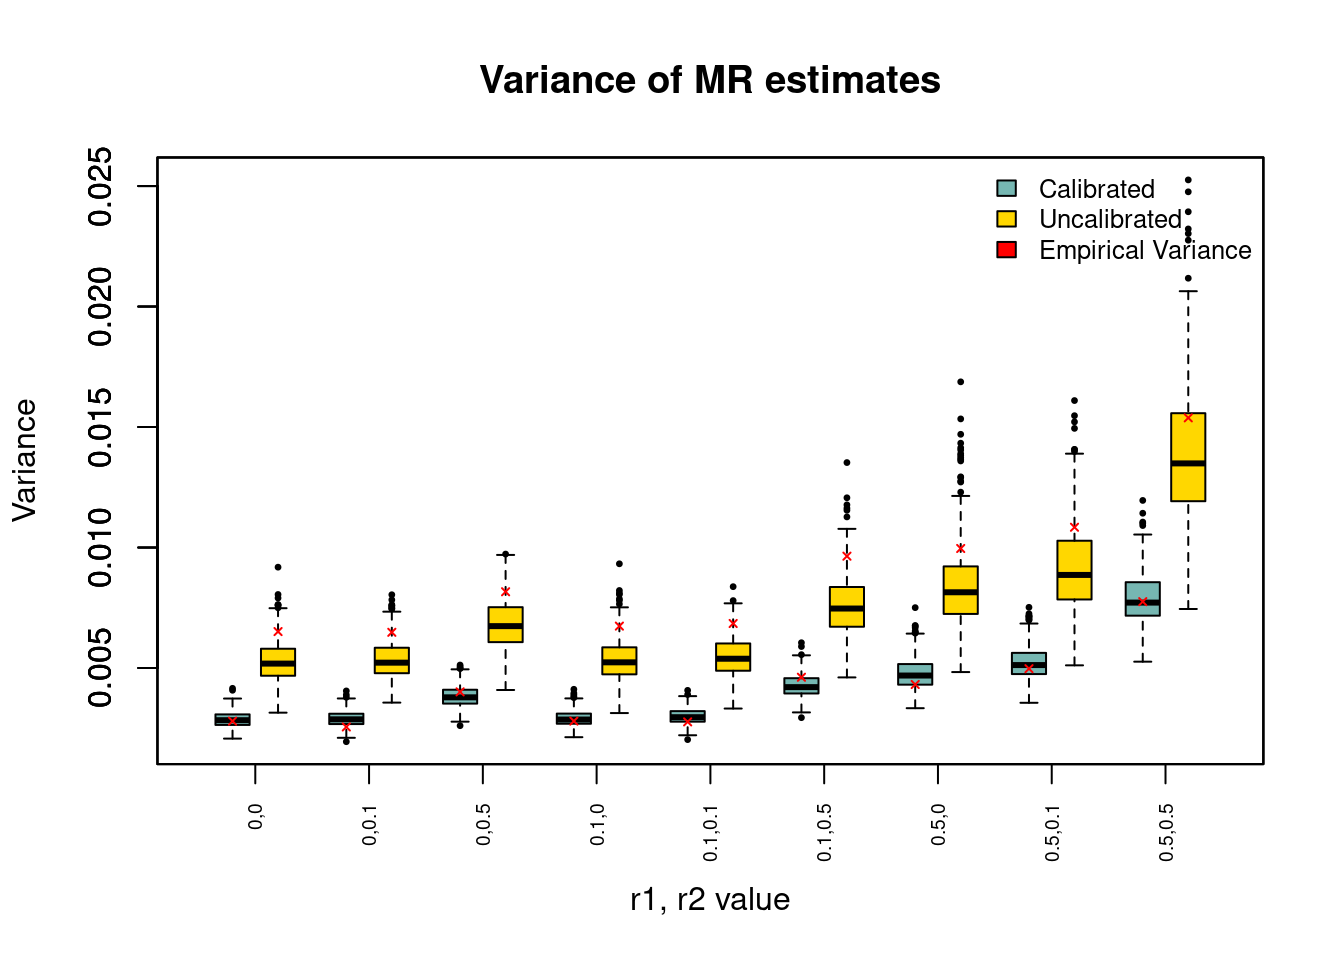 Variance of MR estimates
Calibrated
Uncalibrated
Empirical Variance
Variance
0.025
0.020
0.015
0.010
0.005
0,0
0,0.1
0,0.5
0.1,0
0.1,0.1
0.1,0.5
0.5,0
0.5,0.1
0.5,0.5
r1, r2 value